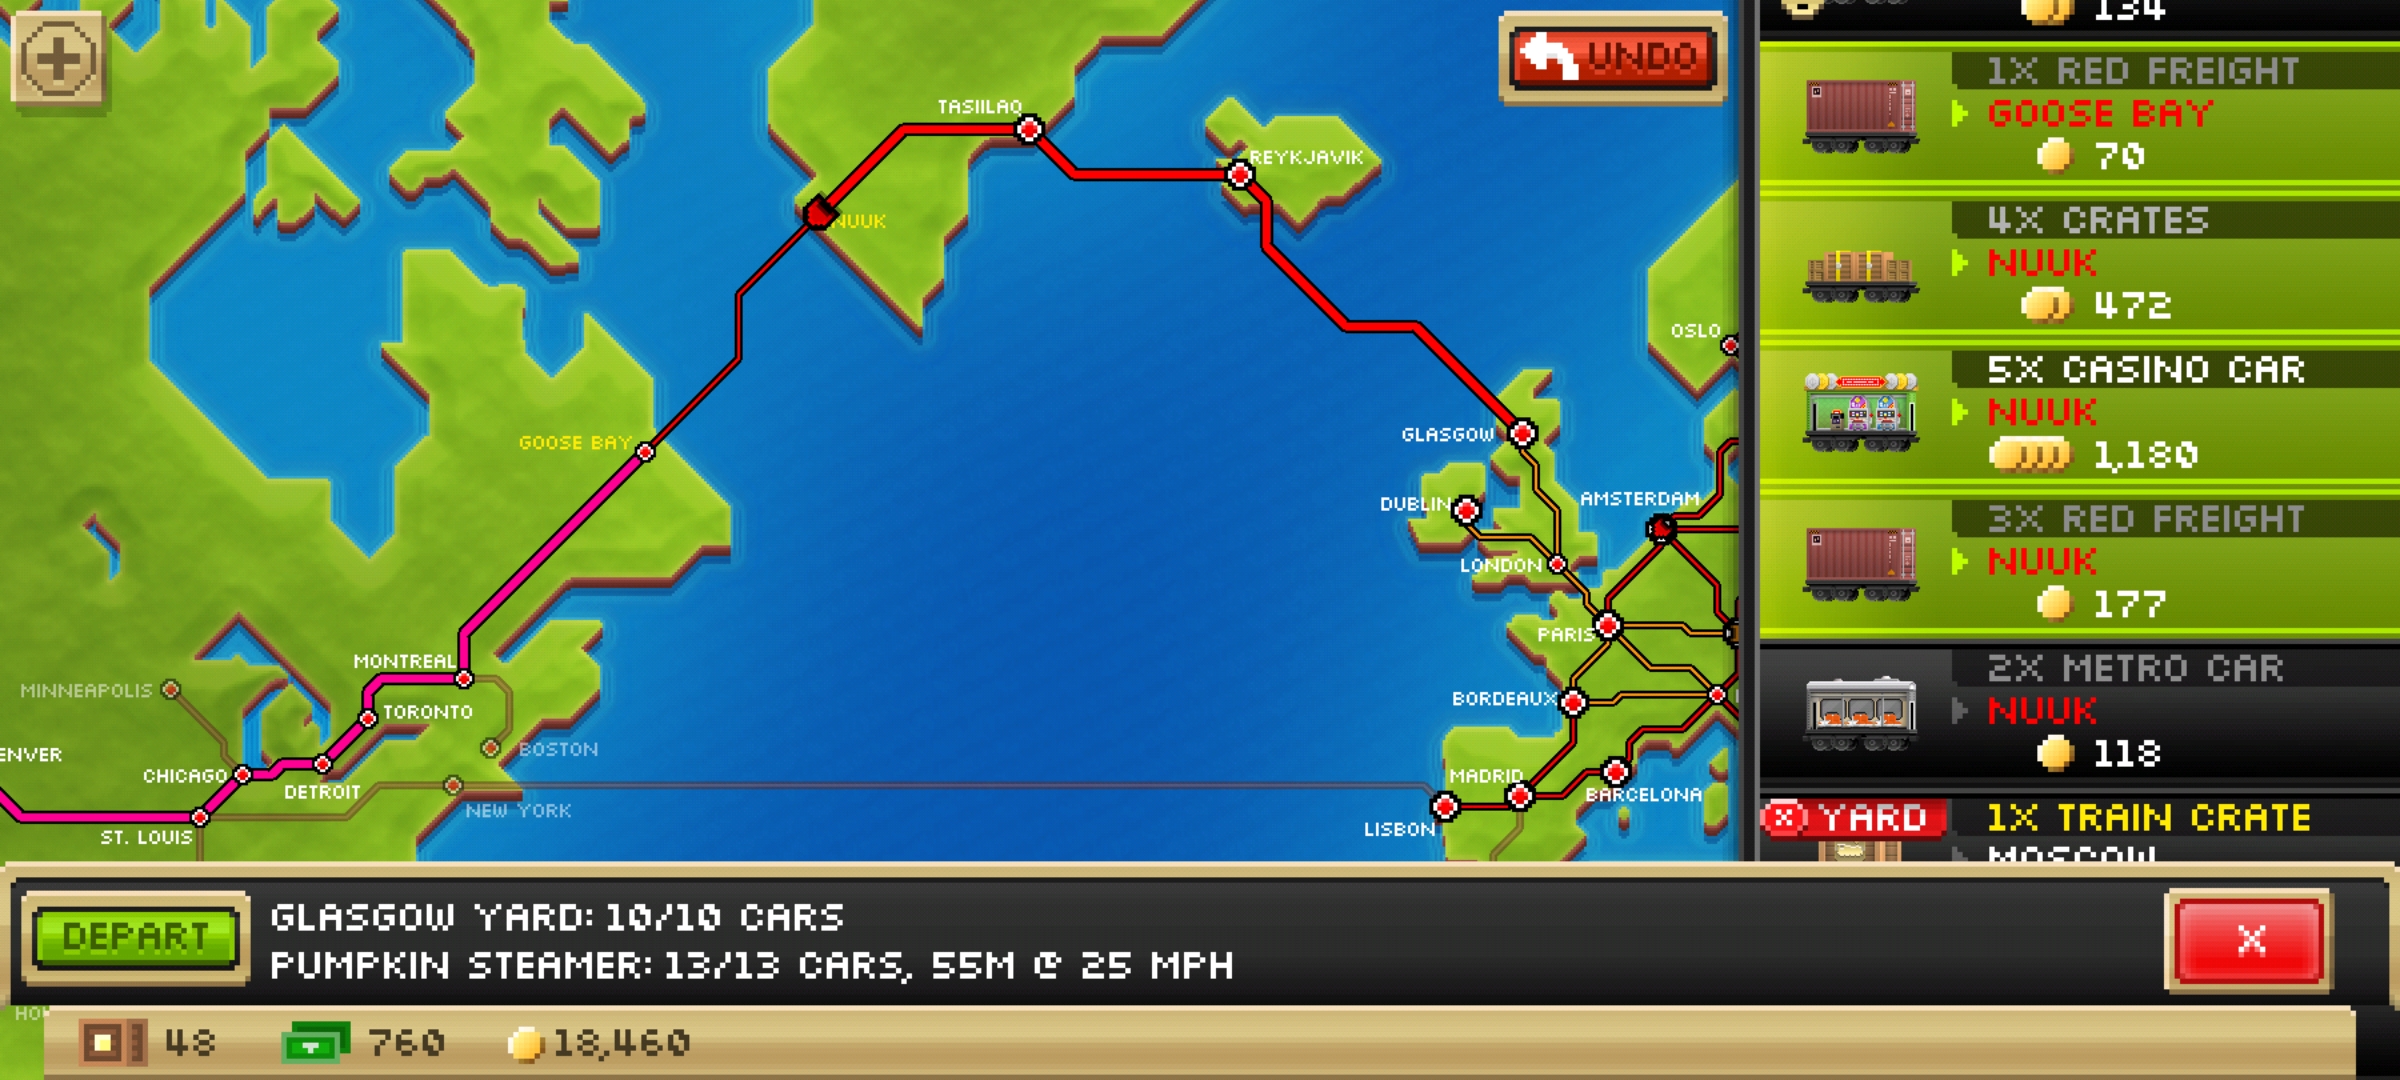 134
UNDO
1X RED FREIGHT
GOOSE BAY
70
4X CRATES
NUUK
472
5X CASINO CAR
NUUK
1,180
3X RED FREIGHT
NUUK
177
2X METRO CAR
NUUK
118
YARD
1X TRAIN CRATE
MOSCOW
TASIILAQ
REYKJAVIK
NUUK
OSLO
GOOSE BAY
GLASGOW
DUBLIN
AMSTERDAM
LONDON
PARIS
MONTREAL
MINNEAPOLIS
TORONTO
BORDEAUX
BOSTON
ENVER
CHICAGO
DETROIT
NEW YORK
MADRID
BARCELONA
LISBON
ST. LOUIS
DEPART
GLASGOW YARD: 10/10 CARS
PUMPKIN STEAMER: 13/13 CARS, 55M @ 25 MPH
X
HO
48
760
18,460